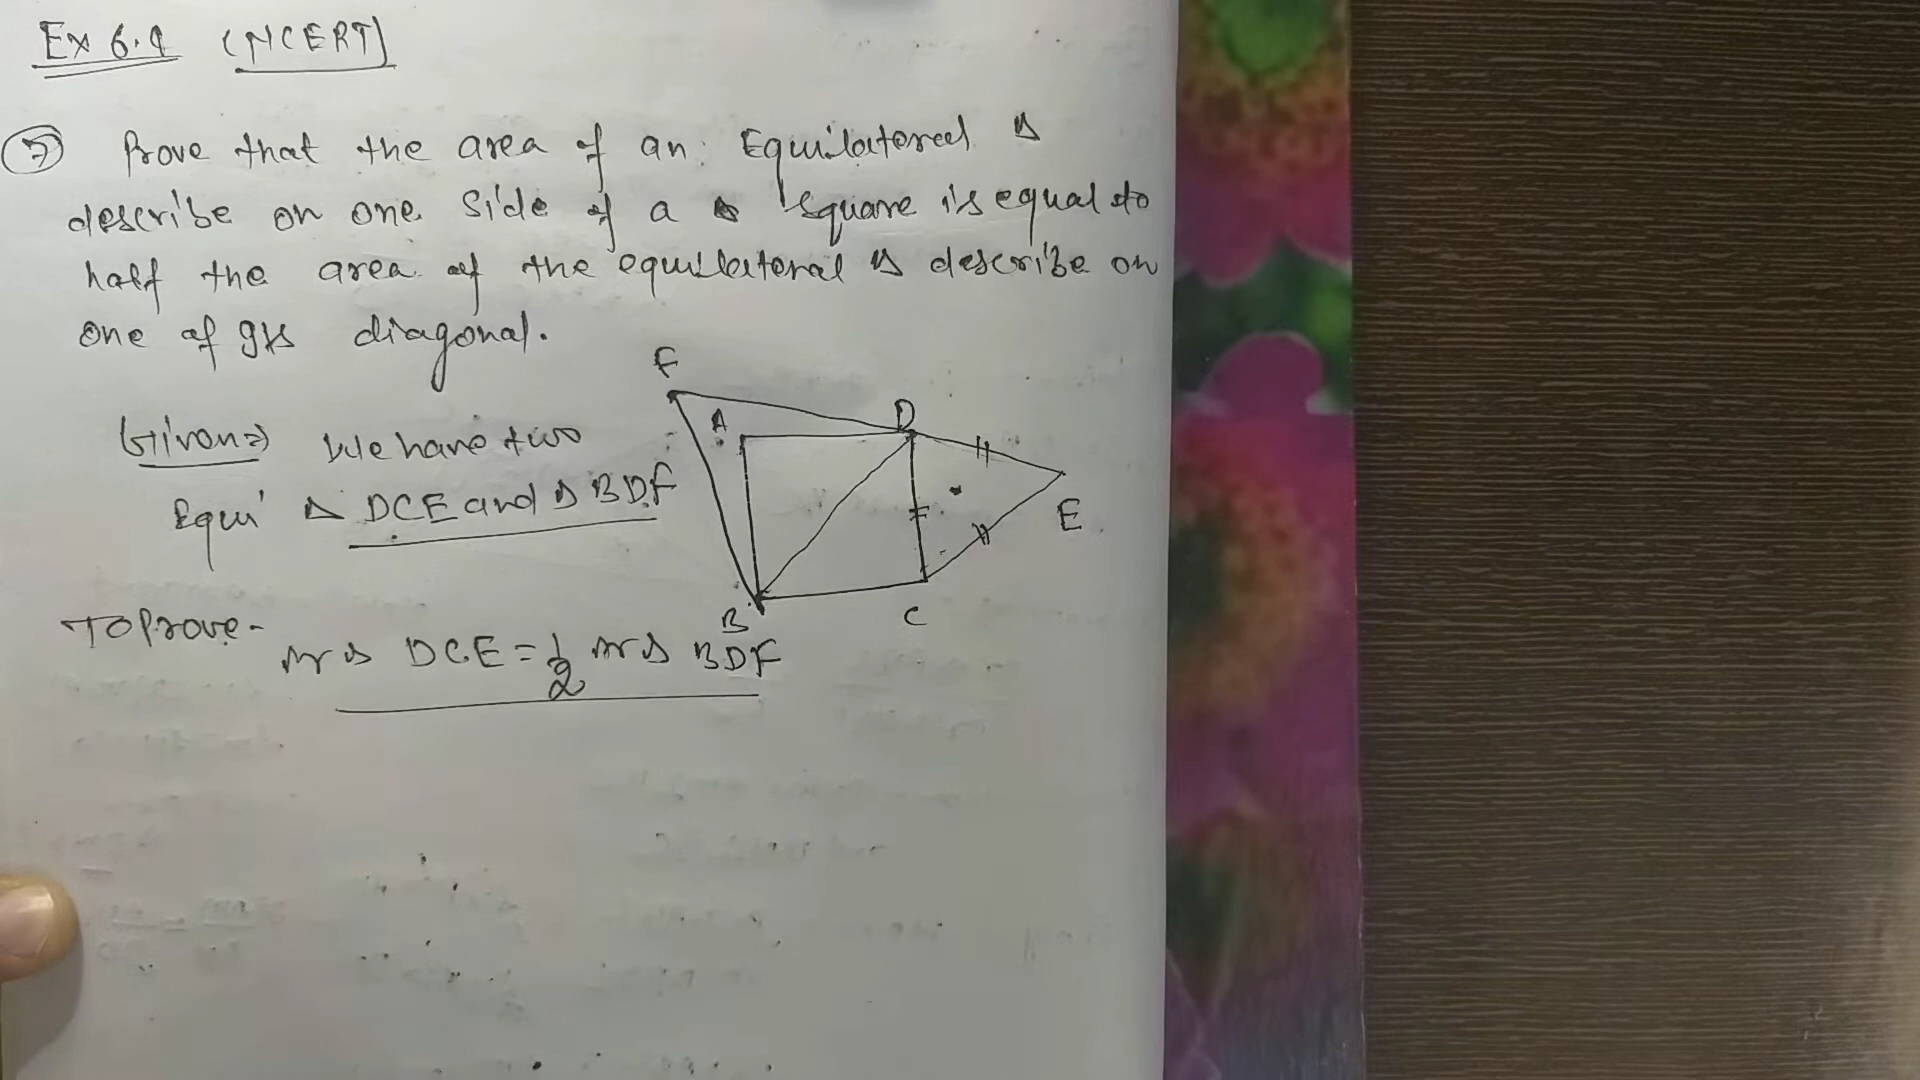 Ex 6.4 (NCERT)
7 Prove that the area of an Equilateral Δ
describe on one side of a square is equal to
half the area of the equilateral Δ describe on
one of its diagonal.
F
A
D
Given ⇒ We have two
Equi' Δ DCE and Δ BDF
E
B
C
To Prove -
ar Δ DCE = 1/2 ar Δ BDF